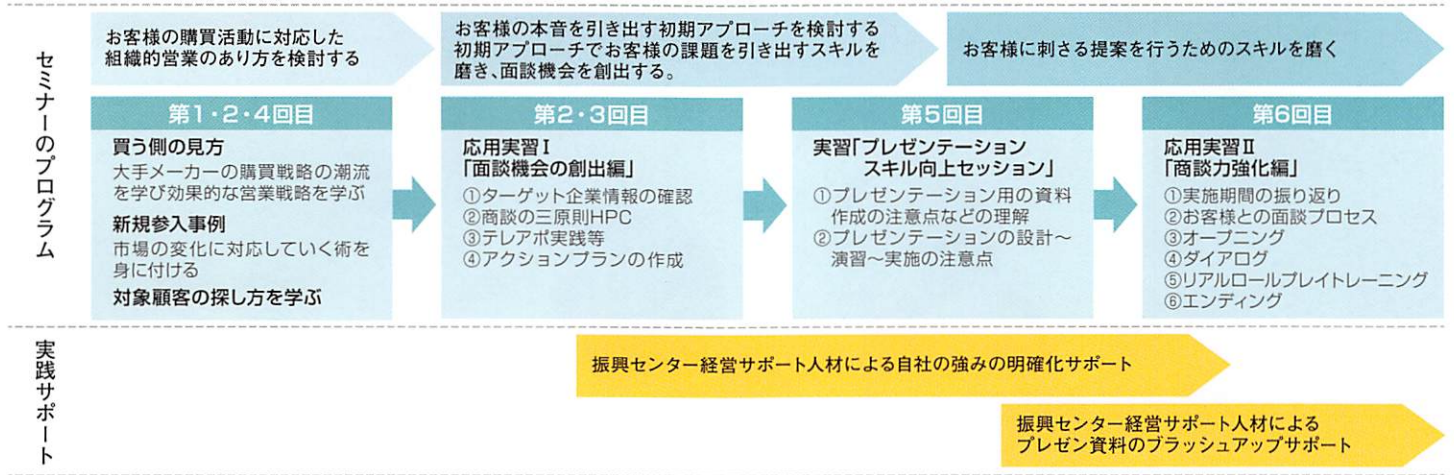 セミナーのプログラム
お客様の購買活動に対応した
組織的営業のあり方を検討する
お客様の本音を引き出す初期アプローチを検討する
初期アプローチでお客様の課題を引き出すスキルを
磨き、面談機会を創出する。
お客様に刺さる提案を行うためのスキルを磨く
第1・2・4回目
買う側の見方
大手メーカーの購買戦略の潮流
を学び効果的な営業戦略を学ぶ
新規参入事例
市場の変化に対応していく術を
身に付ける
対象顧客の探し方を学ぶ
第2・3回目
応用実習Ⅰ
「面談機会の創出編」
①ターゲット企業情報の確認
②商談の三原則HPC
③テレアポ実践等
④アクションプランの作成
第5回目
実習「プレゼンテーション
スキル向上セッション」
①プレゼンテーション用の資料
作成の注意点などの理解
②プレゼンテーションの設計～
演習～実施の注意点
第6回目
応用実習Ⅱ
「商談力強化編」
①実施期間の振り返り
②お客様との面談プロセス
③オープニング
④ダイアログ
⑤リアルロールプレイトレーニング
⑥エンディング
実践サポート
振興センター経営サポート人材による自社の強みの明確化サポート
振興センター経営サポート人材による
プレゼン資料のブラッシュアップサポート